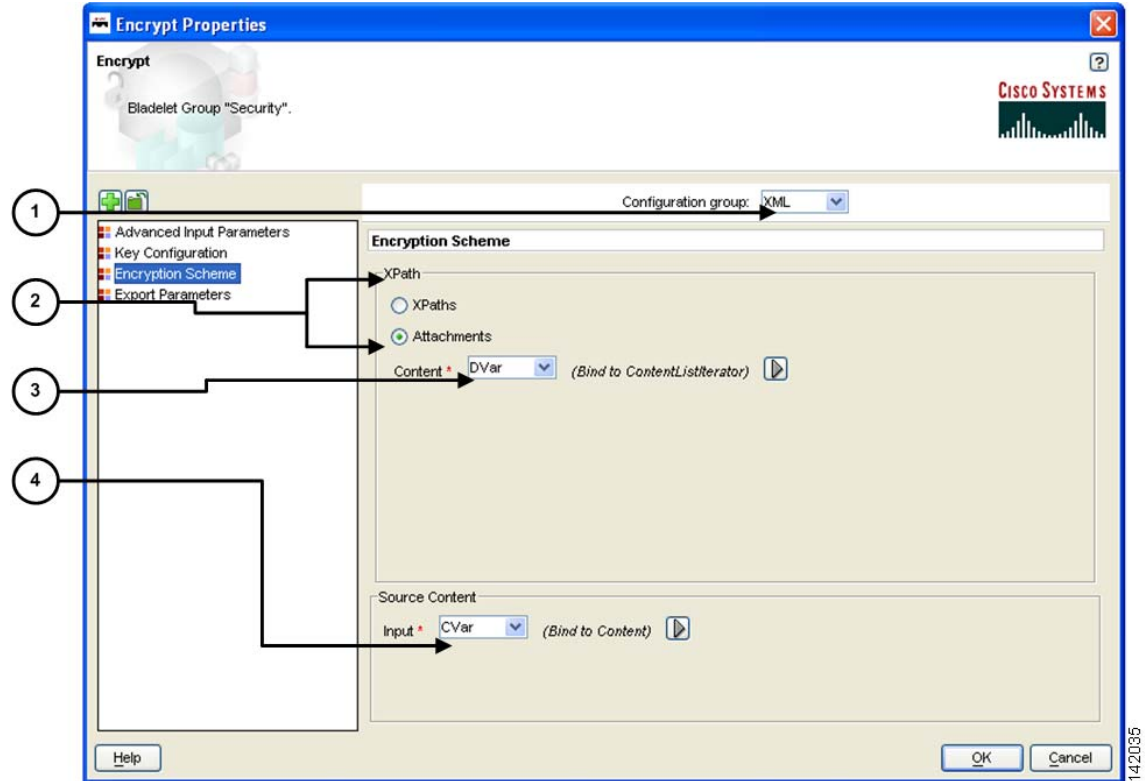 Encrypt Properties
Encrypt
?
Bladelet Group "Security".
CISCO SYSTEMS
1
Configuration group: XML
Advanced Input Parameters
Key Configuration
Encryption Scheme
Export Parameters
Encryption Scheme
XPath
2
XPaths
Attachments
3
Content * DVar (Bind to ContentListIterator)
4
Source Content
Input * CVar (Bind to Content)
Help
OK
Cancel
142035